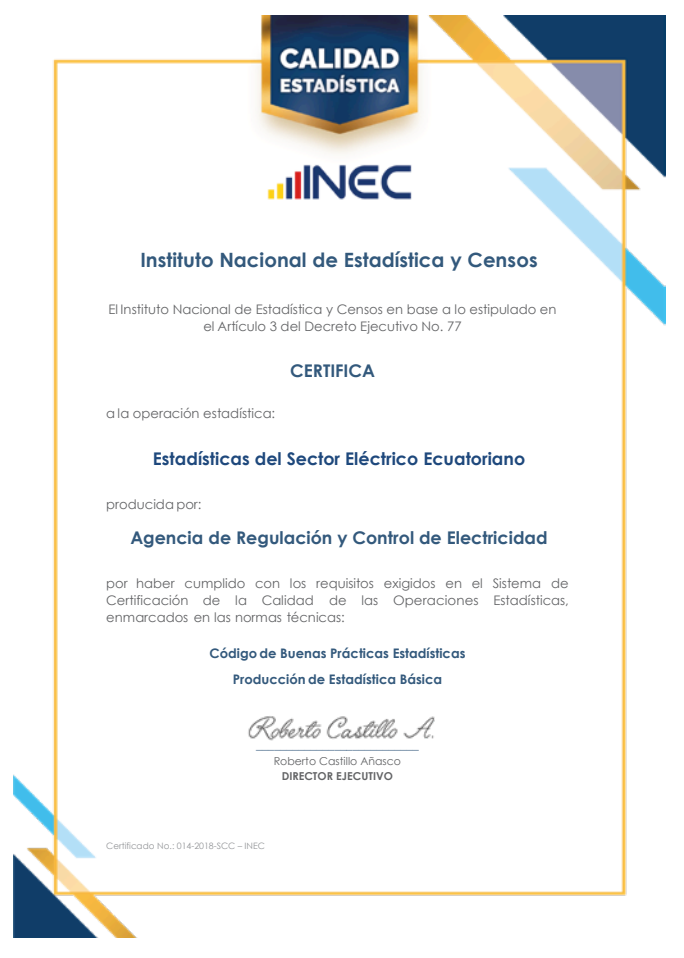 CALIDAD
ESTADÍSTICA
INEC
Instituto Nacional de Estadística y Censos
El Instituto Nacional de Estadística y Censos en base a lo estipulado en
el Artículo 3 del Decreto Ejecutivo No. 77
CERTIFICA
a la operación estadística:
Estadísticas del Sector Eléctrico Ecuatoriano
producida por:
Agencia de Regulación y Control de Electricidad
por haber cumplido con los requisitos exigidos en el Sistema de
Certificación de la Calidad de las Operaciones Estadísticas,
enmarcados en las normas técnicas:
Código de Buenas Prácticas Estadísticas
Producción de Estadística Básica
Roberto Castillo A.
Roberto Castillo Añasco
DIRECTOR EJECUTIVO
Certificado No.: 014-2018-SCC – INEC